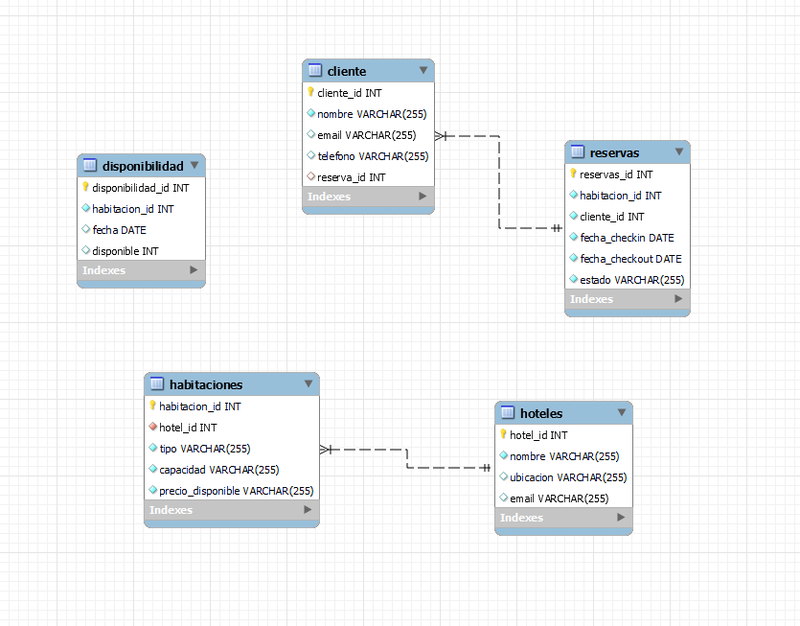 cliente
cliente_id INT
nombre VARCHAR(255)
email VARCHAR(255)
telefono VARCHAR(255)
reserva_id INT
Indexes
disponibilidad
disponibilidad_id INT
habitacion_id INT
fecha DATE
disponible INT
Indexes
reservas
reservas_id INT
habitacion_id INT
cliente_id INT
fecha_checkin DATE
fecha_checkout DATE
estado VARCHAR(255)
Indexes
habitaciones
habitacion_id INT
hotel_id INT
tipo VARCHAR(255)
capacidad VARCHAR(255)
precio_disponible VARCHAR(255)
Indexes
hoteles
hotel_id INT
nombre VARCHAR(255)
ubicacion VARCHAR(255)
email VARCHAR(255)
Indexes